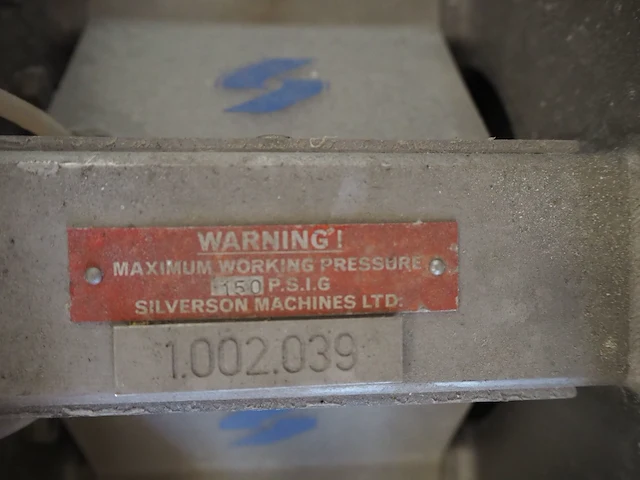 WARNING!
MAXIMUM WORKING PRESSURE
150 P.S.I.G
SILVERSON MACHINES LTD.
1.002.039